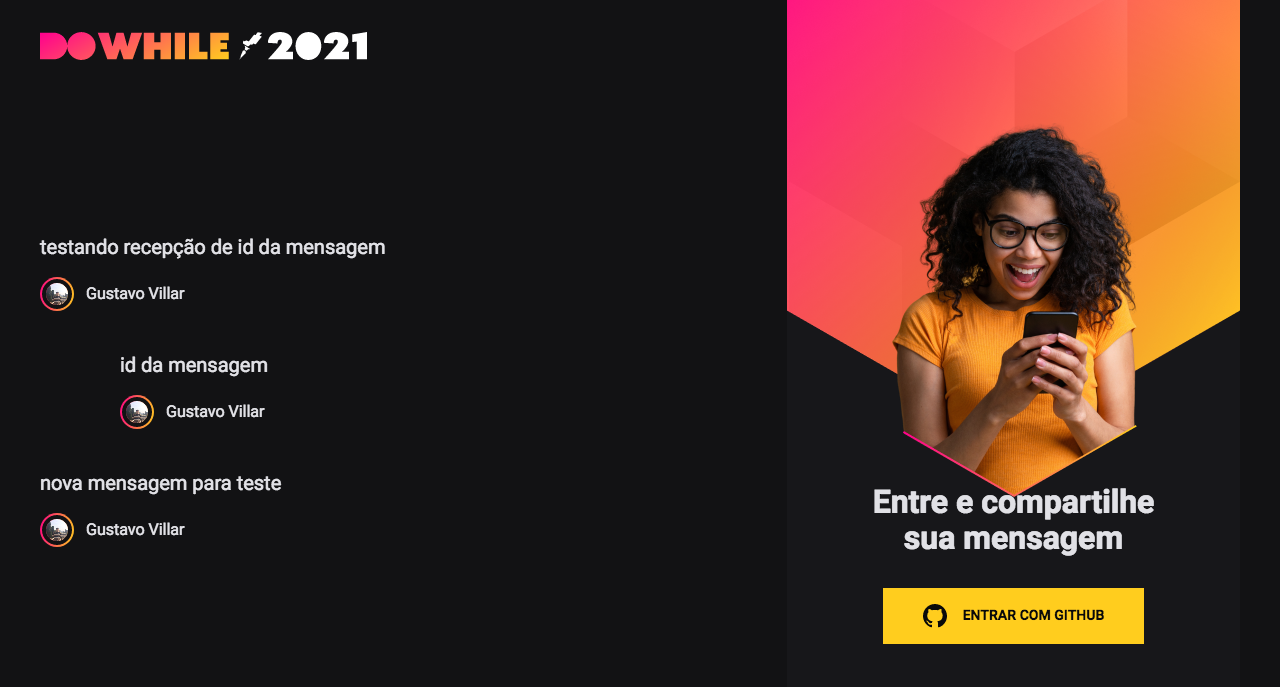 DOWHILE 2021
testando recepção de id da mensagem
Gustavo Villar
id da mensagem
Gustavo Villar
nova mensagem para teste
Gustavo Villar
Entre e compartilhe
sua mensagem
ENTRAR COM GITHUB